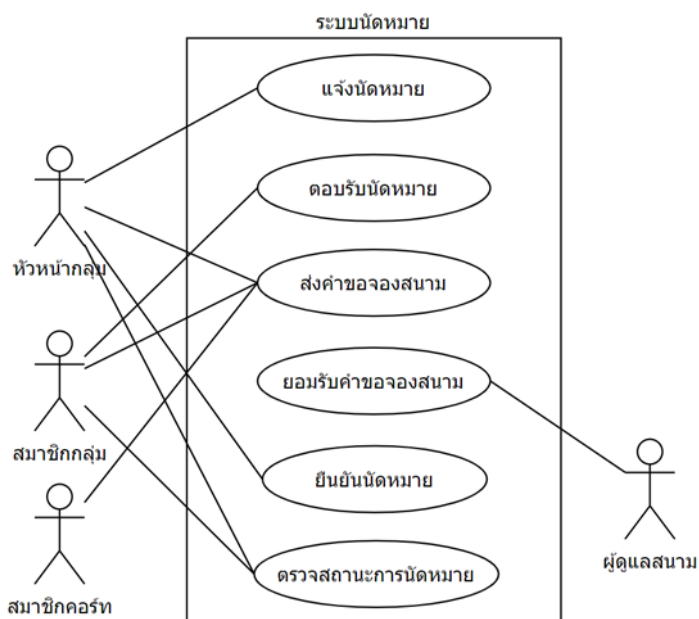 ระบบนัดหมาย
แจ้งนัดหมาย
ตอบรับนัดหมาย
หัวหน้ากลุ่ม
ส่งคำขอจองสนาม
ยอมรับคำขอจองสนาม
สมาชิกกลุ่ม
ยืนยันนัดหมาย
ผู้ดูแลสนาม
ตรวจสถานะการนัดหมาย
สมาชิกคอร์ท